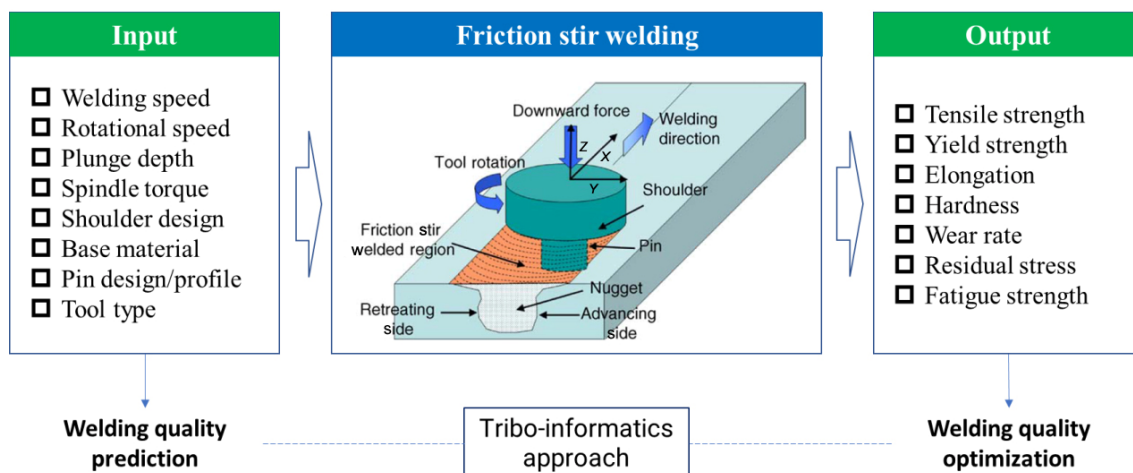 Input
Welding speed
Rotational speed
Plunge depth
Spindle torque
Shoulder design
Base material
Pin design/profile
Tool type
Friction stir welding
Downward force
Welding
direction
Z
X
Y
Tool rotation
Shoulder
Friction stir
welded region
Pin
Nugget
Retreating
side
Advancing
side
Output
Tensile strength
Yield strength
Elongation
Hardness
Wear rate
Residual stress
Fatigue strength
Welding quality
prediction
Tribo-informatics
approach
Welding quality
optimization